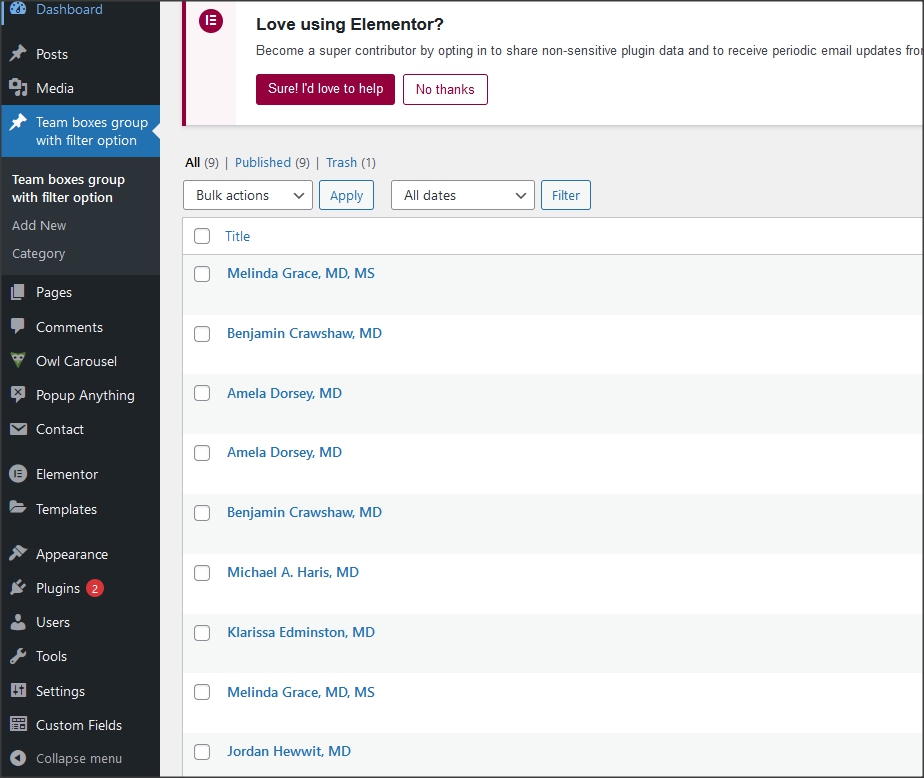 Dashboard
Posts
Media
Team boxes group
with filter option
Team boxes group
with filter option
Add New
Category
Pages
Comments
Owl Carousel
Popup Anything
Contact
Elementor
Templates
Appearance
Plugins 2
Users
Tools
Settings
Custom Fields
Collapse menu
Love using Elementor?
Become a super contributor by opting in to share non-sensitive plugin data and to receive periodic email updates
Sure! I'd love to help No thanks
All (9) | Published (9) | Trash (1)
Bulk actions Apply All dates Filter
Title
Melinda Grace, MD, MS
Benjamin Crawshaw, MD
Amela Dorsey, MD
Amela Dorsey, MD
Benjamin Crawshaw, MD
Michael A. Haris, MD
Klarissa Edminston, MD
Melinda Grace, MD, MS
Jordan Hewwit, MD